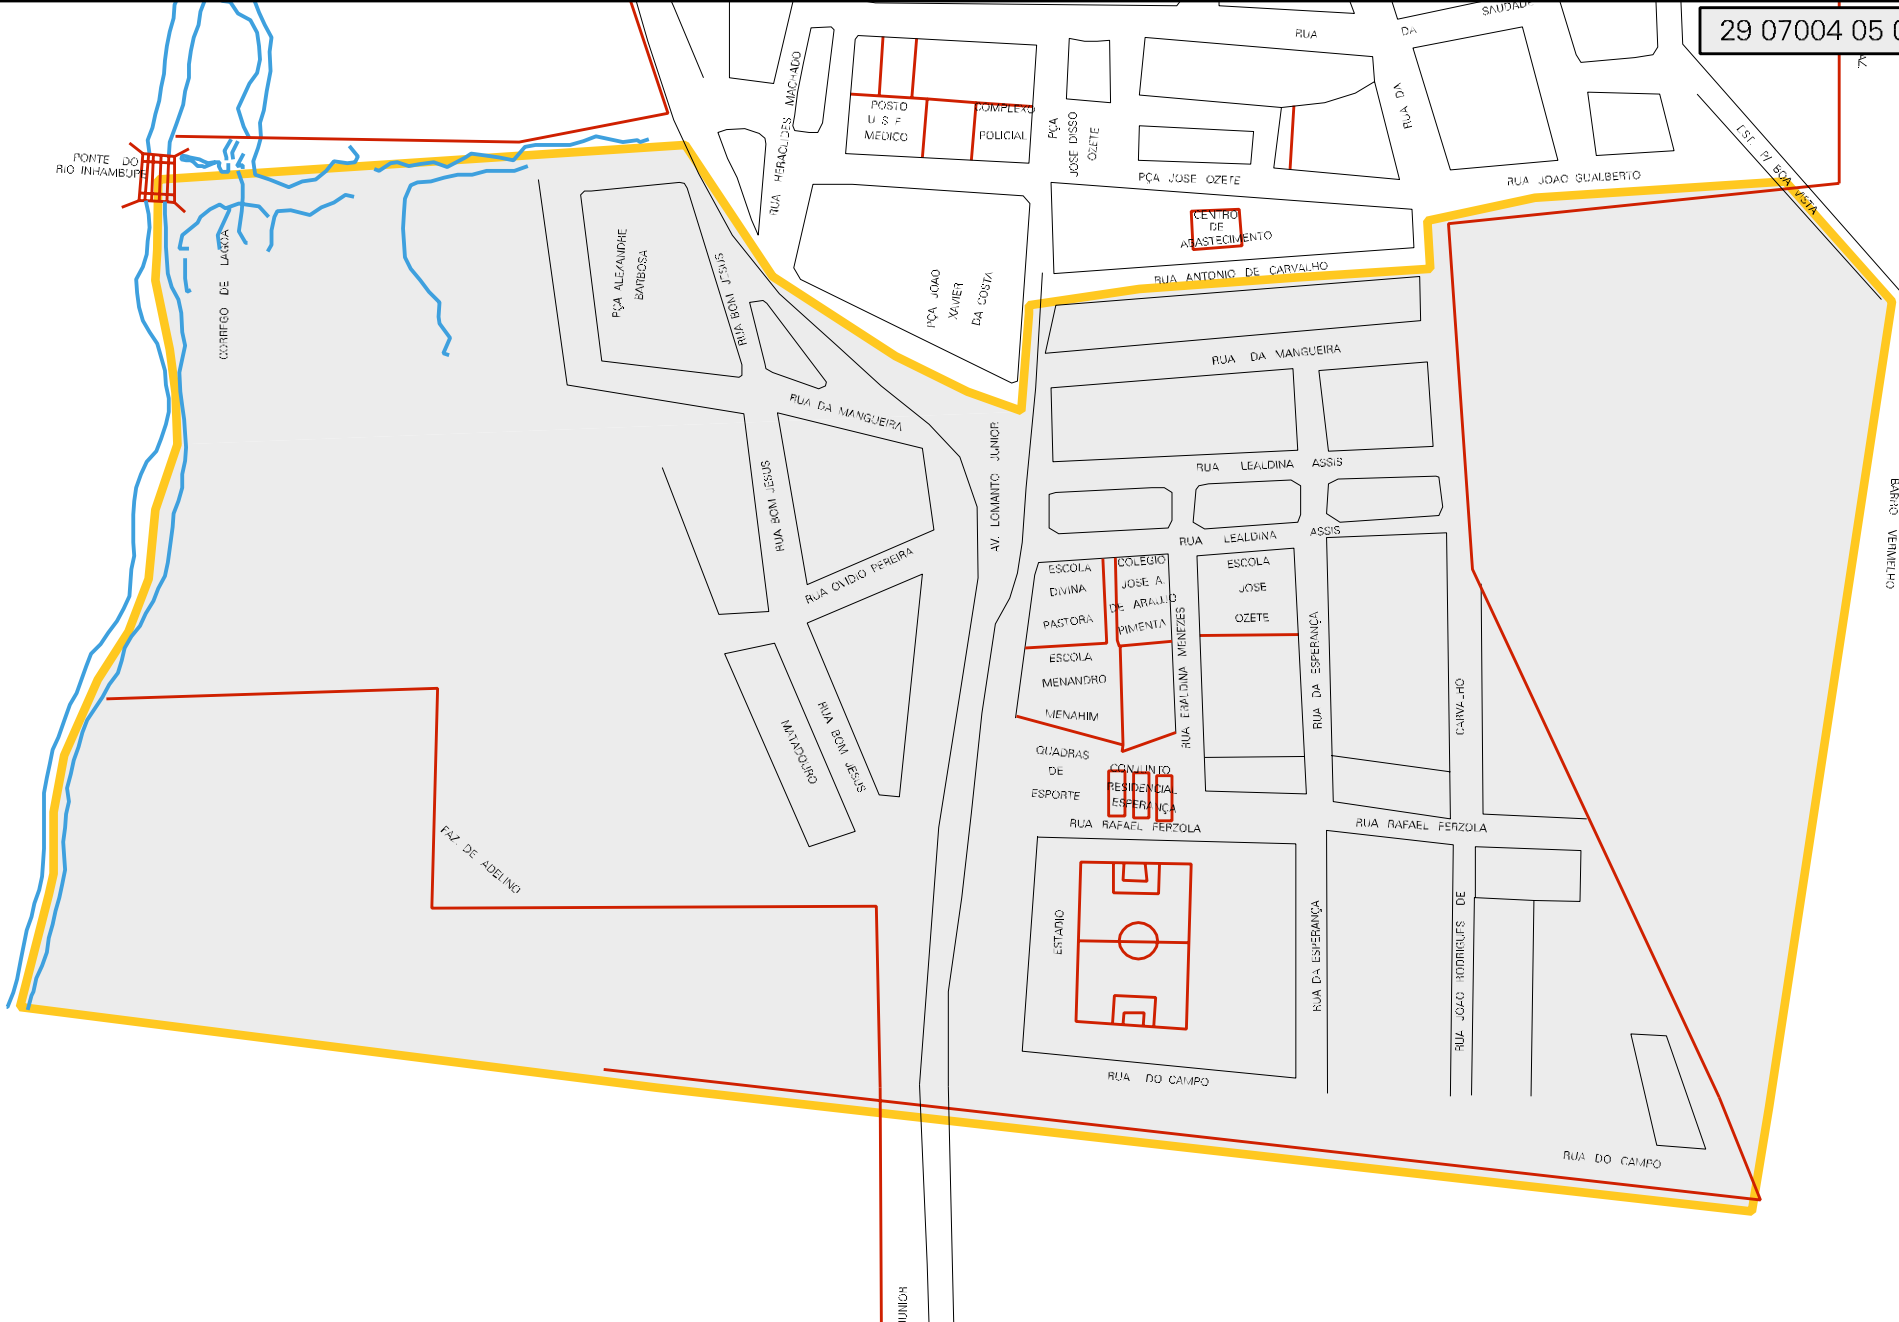 SAUDADE
29 07004 05 0
RUA
DA
RUA HERACLIDES MACHADO
POSTO
U S F
MEDICO
COMPLEXO
POLICIAL
PÇA
JOSE DISSO
OZETE
RUA DA
EST. P/ BOA VISTA
PONTE DO
RIO INHAMBUPE
PÇA JOSE OZETE
RUA JOAO GUALBERTO
CENTRO
DE
ABASTECIMENTO
CORREGO DE LAGOA
PÇA ALEXANDRE
BARBOSA
RUA BOM JESUS
PÇA JOAO
XAVIER
DA COSTA
RUA ANTONIO DE CARVALHO
RUA DA MANGUEIRA
RUA DA MANGUEIRA
AV. LOMANTO JUNIOR
RUA LEALDINA ASSIS
RUA BOM JESUS
RUA LEALDINA ASSIS
BARRO VERMELHO
RUA OVIDIO PEREIRA
ESCOLA
DIVINA
PASTORA
COLEGIO
JOSE A.
DE ARAUJO
PIMENTA
ESCOLA
JOSE
OZETE
RUA ERALDINA MENEZES
RUA DA ESPERANÇA
ESCOLA
MENANDRO
MENAHIM
CARVALHO
MATADOURO
RUA BOM JESUS
QUADRAS
DE
ESPORTE
CONJUNTO
RESIDENCIAL
ESPERANÇA
RUA RAFAEL FERZOLA
RUA RAFAEL FERZOLA
FAZ. DE ADELINO
ESTADIO
RUA DA ESPERANÇA
RUA JOAO RODRIGUES DE
RUA DO CAMPO
RUA DO CAMPO
JUNIOR